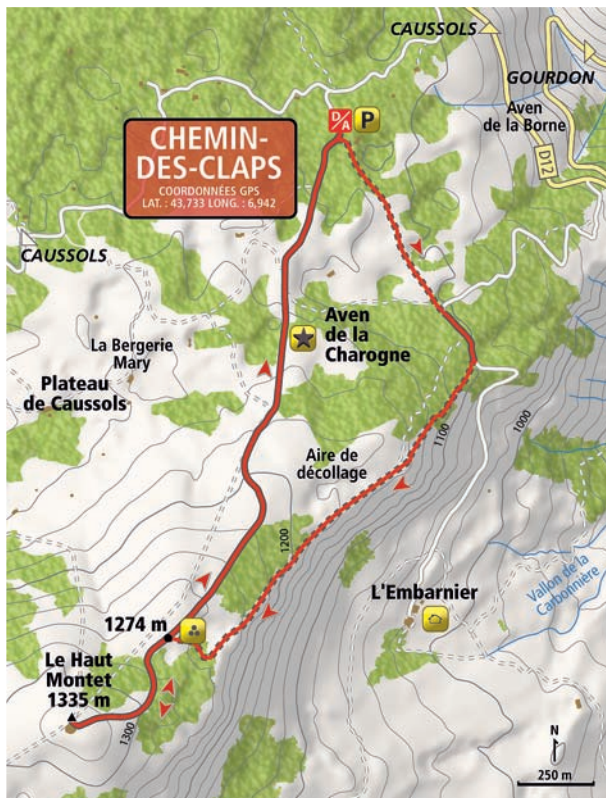 CAUSSOLS
GOURDON
Aven
de la Borne
D12
D/A
P
CHEMIN-
DES-CLAPS
COORDONNÉES GPS
LAT. : 43,733 LONG. : 6,942
CAUSSOLS
Aven
de la
Charogne
La Bergerie
Mary
Plateau
de Caussols
1100
1000
Aire de
décollage
1200
L'Embarnier
Vallon de la
Carbonnière
1274 m
Le Haut
Montet
1335 m
1300
N
250 m